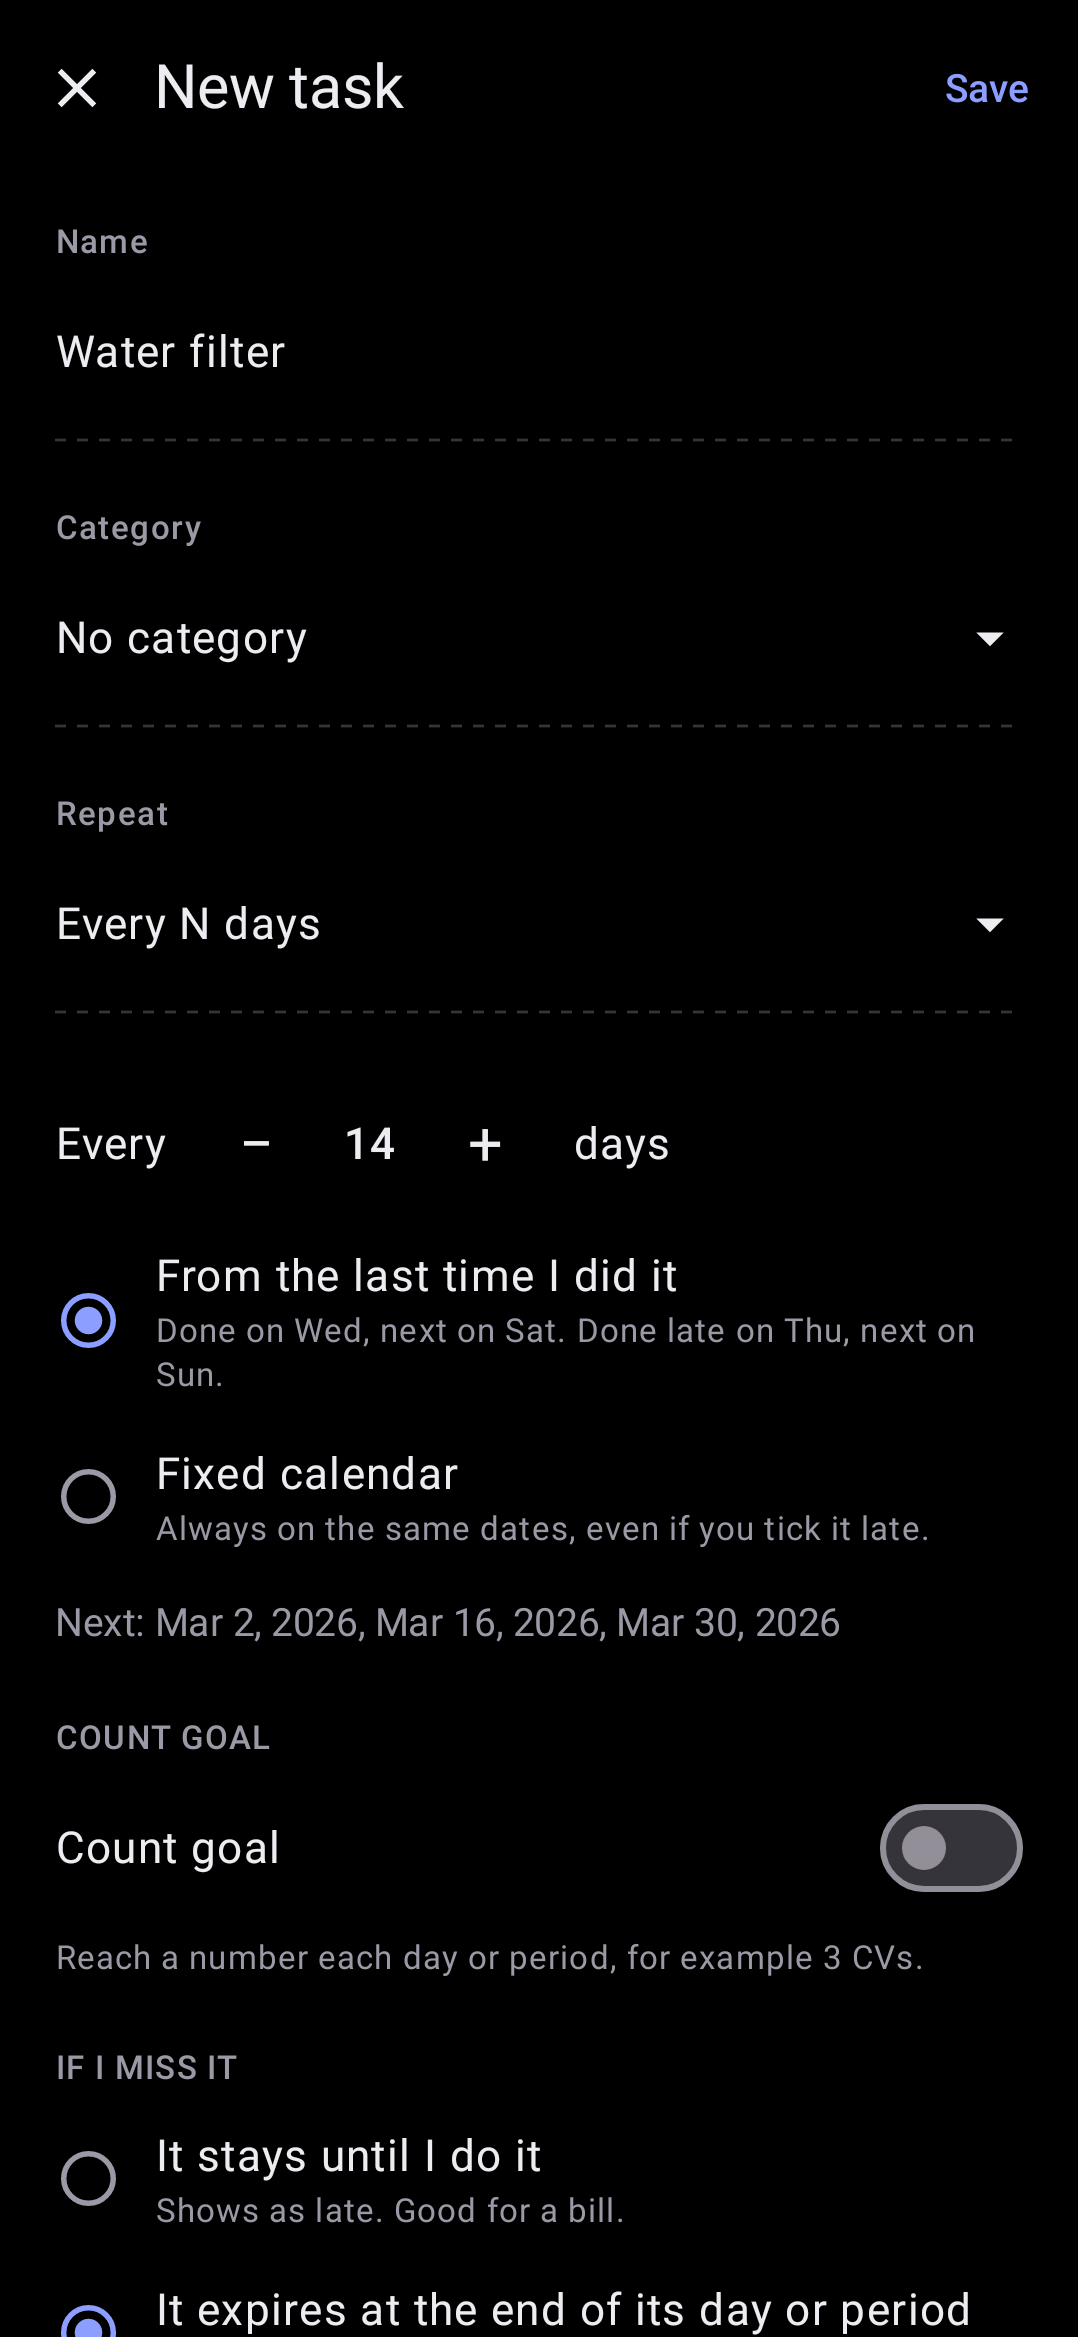 New task
Save
Name
Water filter
Category
No category
Repeat
Every N days
Every − 14 + days
From the last time I did it
Done on Wed, next on Sat. Done late on Thu, next on
Sun.
Fixed calendar
Always on the same dates, even if you tick it late.
Next: Mar 2, 2026, Mar 16, 2026, Mar 30, 2026
COUNT GOAL
Count goal
Reach a number each day or period, for example 3 CVs.
IF I MISS IT
It stays until I do it
Shows as late. Good for a bill.
It expires at the end of its day or period